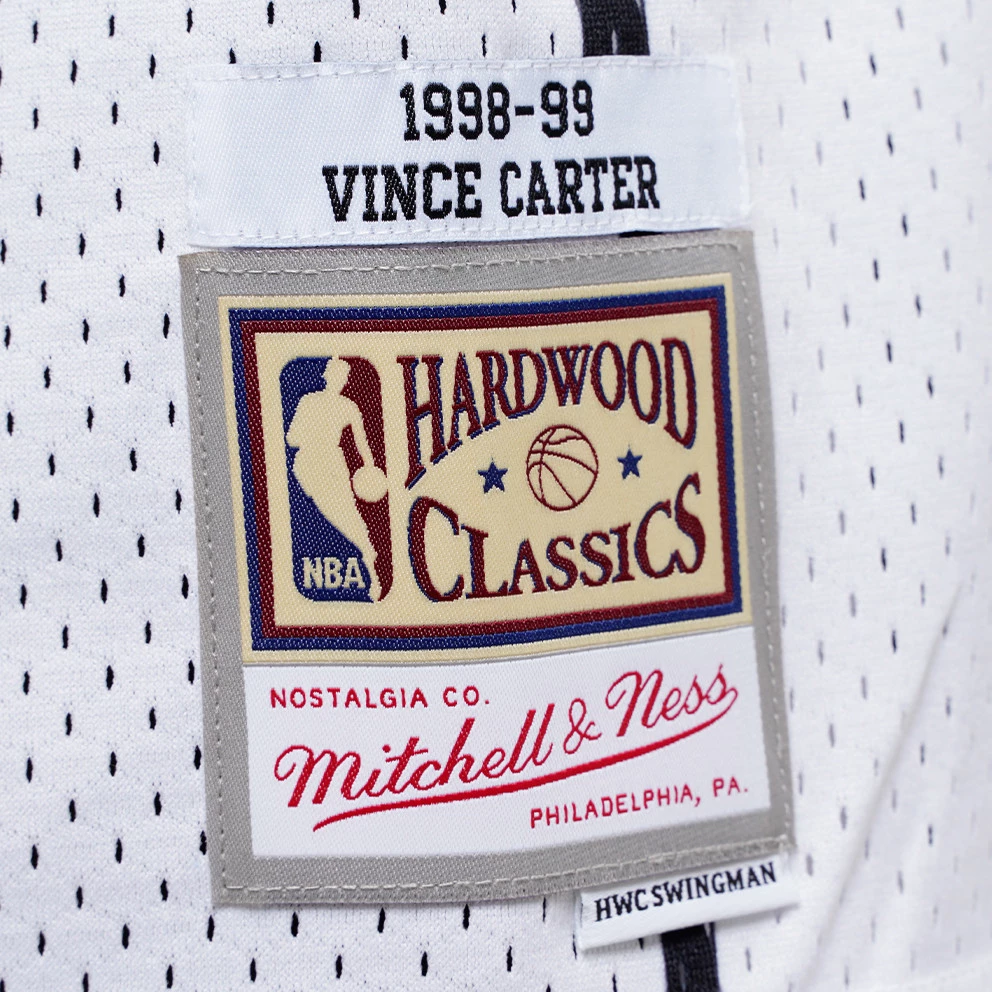 1998-99
VINCE CARTER
HARDWOOD
CLASSICS
NBA
NOSTALGIA CO.
Mitchell & Ness
PHILADELPHIA, PA.
HWC SWINGMAN